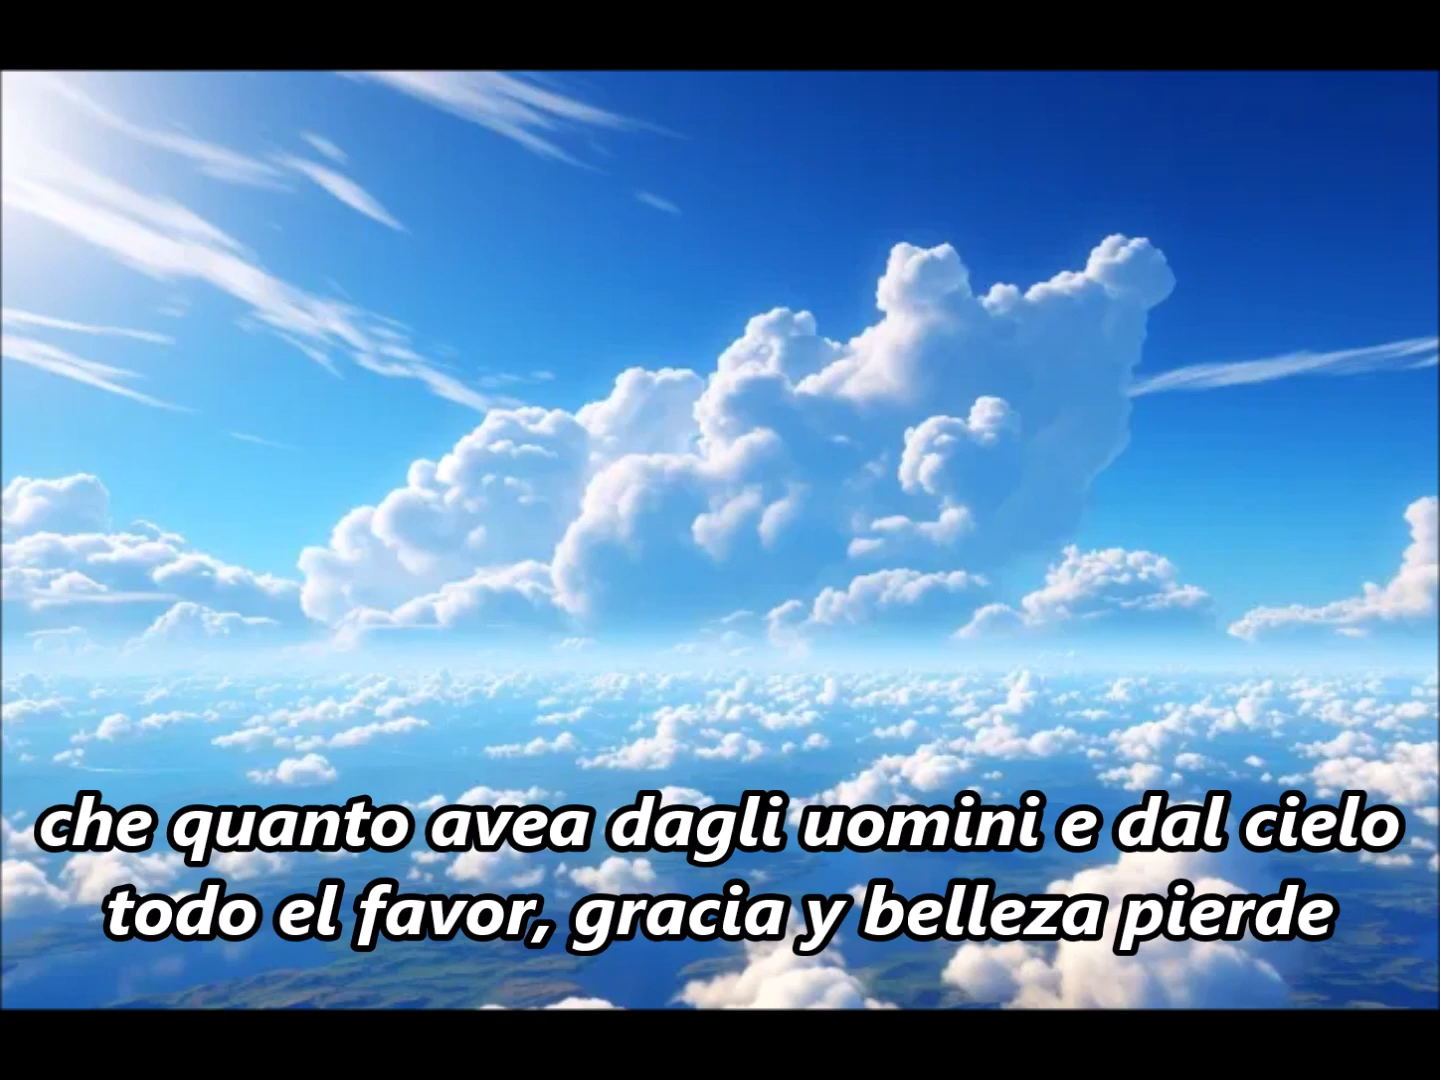 che quanto avea dagli uomini e dal cielo
todo el favor, gracia y belleza pierde